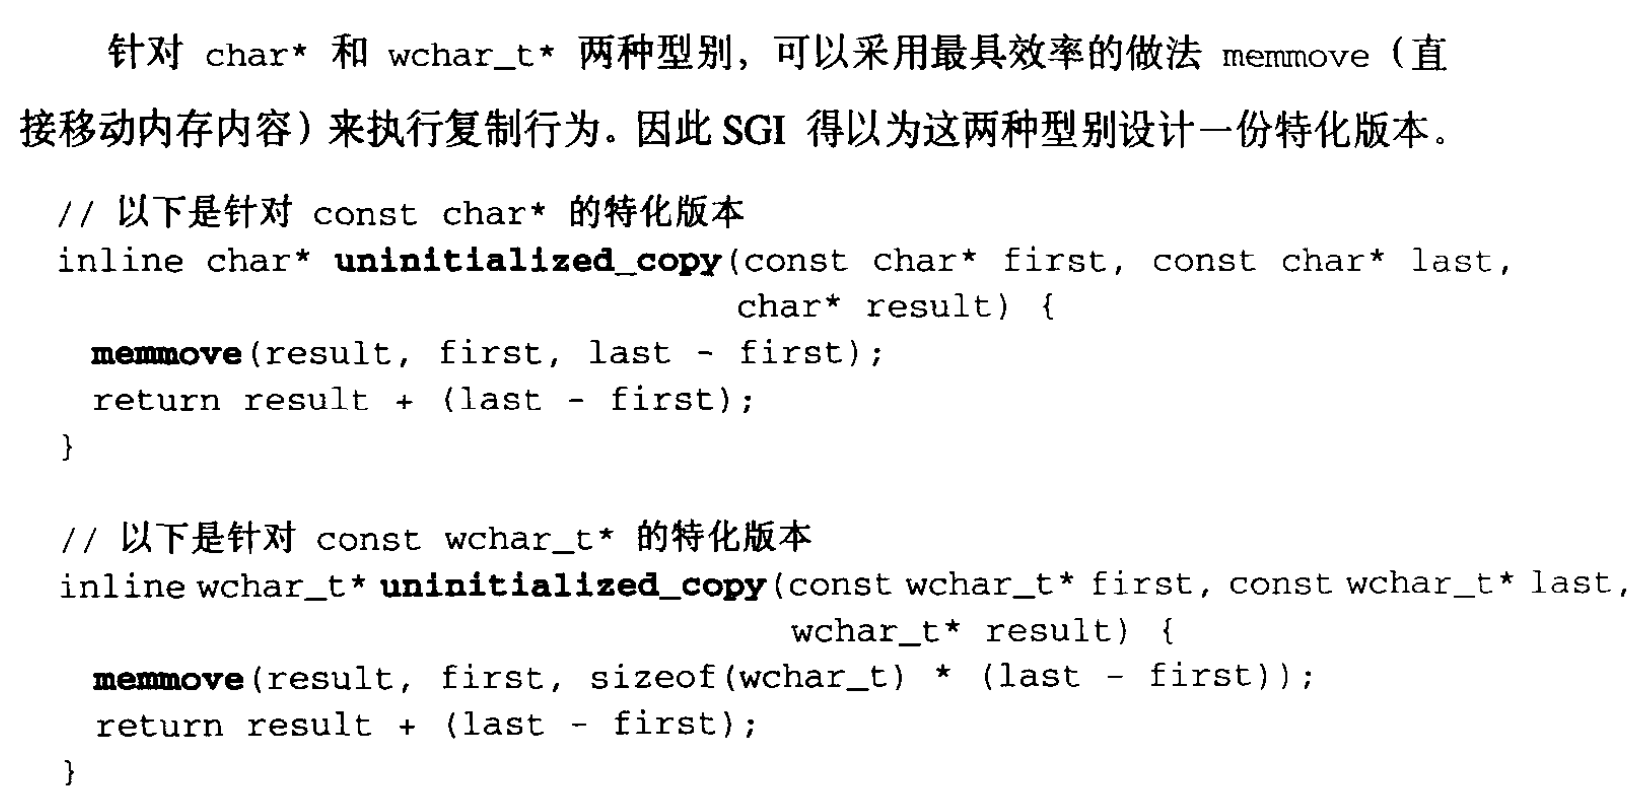 针对 char* 和 wchar_t* 两种型别，可以采用最具效率的做法 memmove（直
接移动内存内容）来执行复制行为。因此 SGI 得以为这两种型别设计一份特化版本。
// 以下是针对 const char* 的特化版本
inline char* uninitialized_copy(const char* first, const char* last,
char* result) {
memmove(result, first, last - first);
return result + (last - first);
}
// 以下是针对 const wchar_t* 的特化版本
inline wchar_t* uninitialized_copy(const wchar_t* first, const wchar_t* last,
wchar_t* result) {
memmove(result, first, sizeof(wchar_t) * (last - first));
return result + (last - first);
}